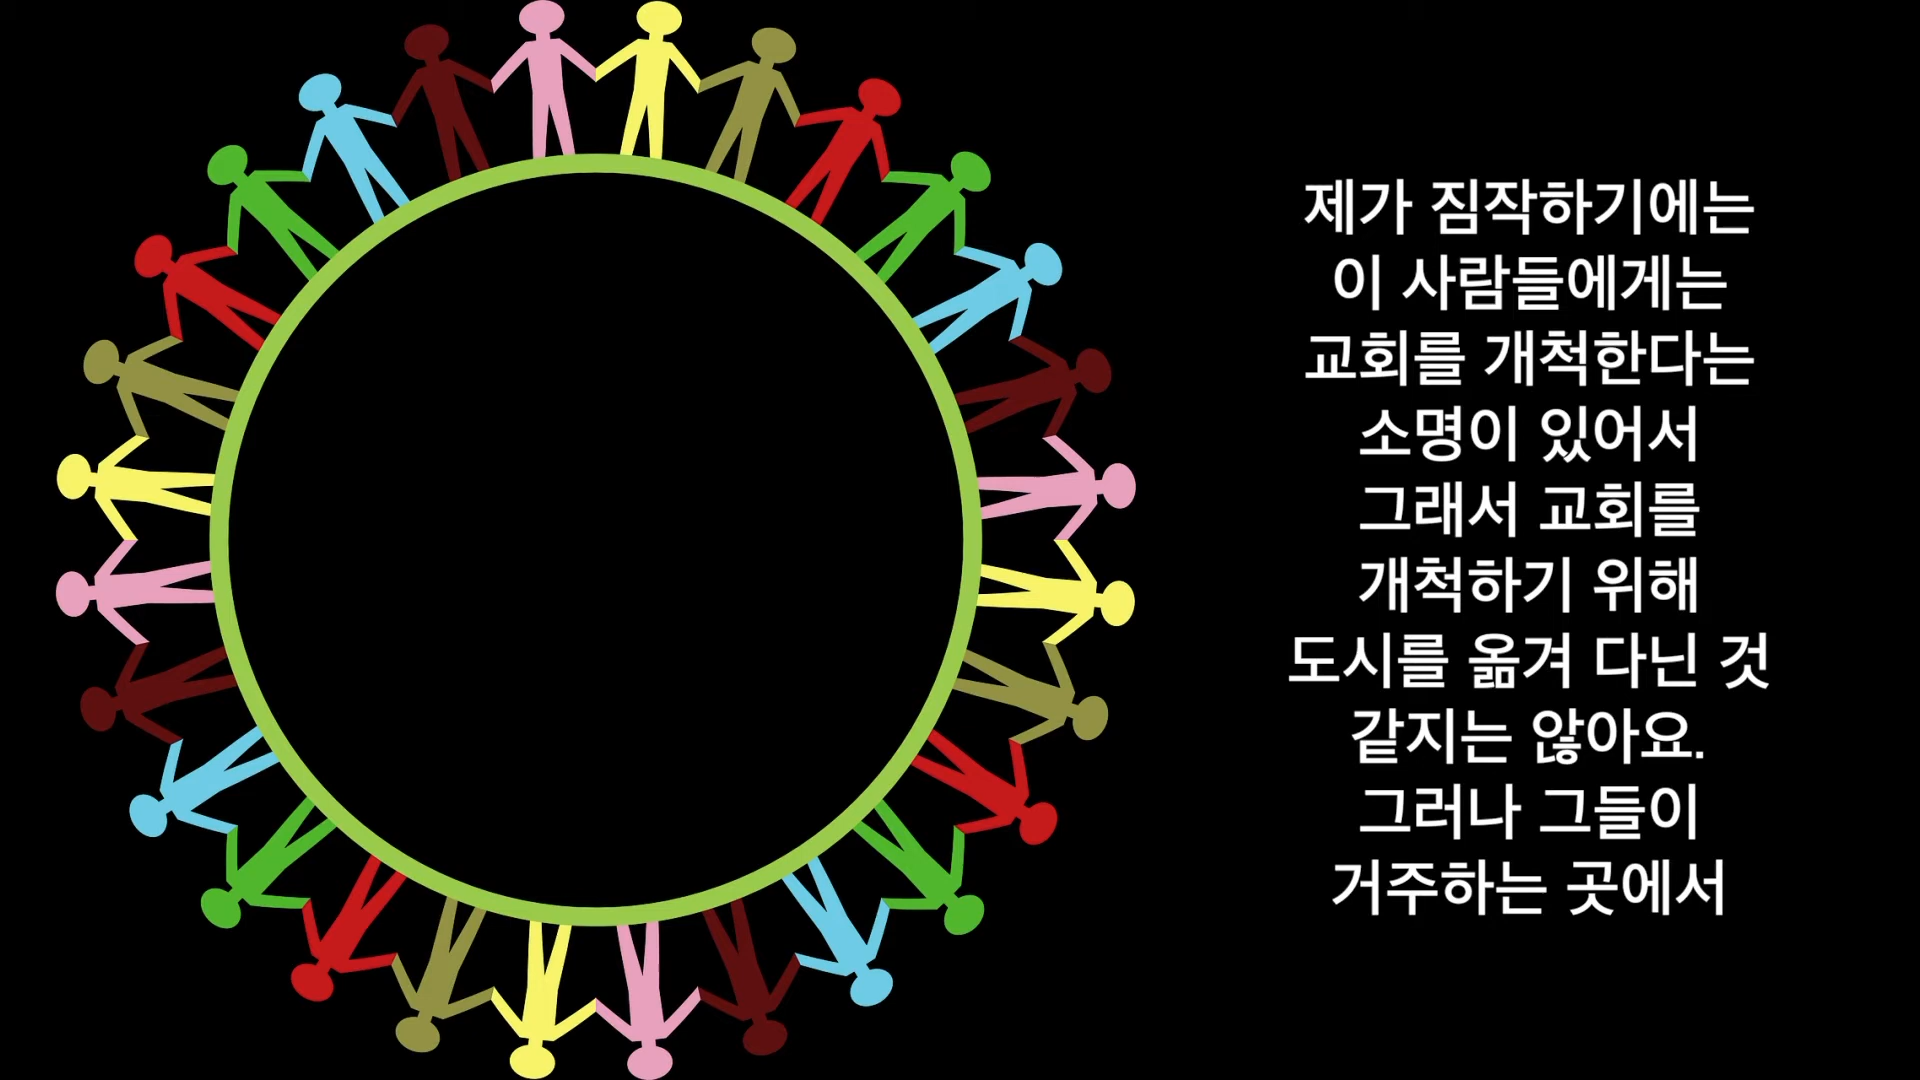 제가 짐작하기에는
이 사람들에게는
교회를 개척한다는
소명이 있어서
그래서 교회를
개척하기 위해
도시를 옮겨 다닌 것
같지는 않아요.
그러나 그들이
거주하는 곳에서